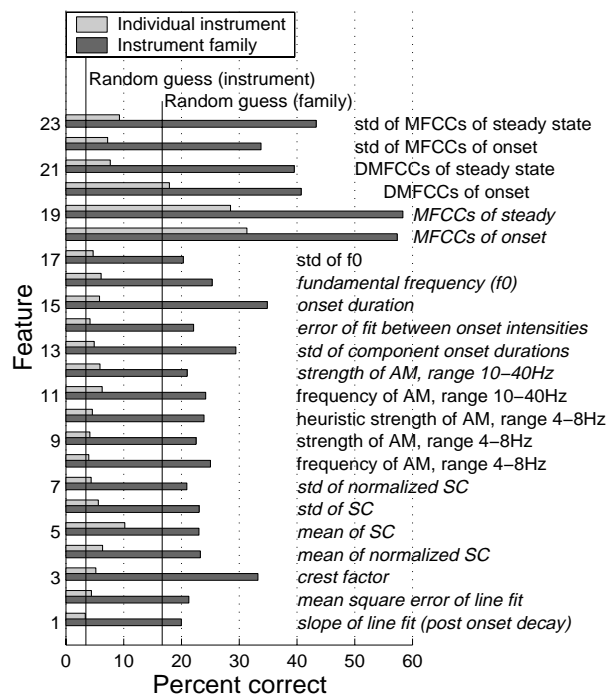 Individual instrument
Instrument family
Random guess (instrument)
Random guess (family)
23 std of MFCCs of steady state
std of MFCCs of onset
21 DMFCCs of steady state
DMFCCs of onset
19 MFCCs of steady
MFCCs of onset
17 std of f0
fundamental frequency (f0)
15 onset duration
error of fit between onset intensities
13 std of component onset durations
strength of AM, range 10−40Hz
11 frequency of AM, range 10−40Hz
heuristic strength of AM, range 4−8Hz
9 strength of AM, range 4−8Hz
frequency of AM, range 4−8Hz
7 std of normalized SC
std of SC
5 mean of SC
mean of normalized SC
3 crest factor
mean square error of line fit
1 slope of line fit (post onset decay)
Feature
0 10 20 30 40 50 60
Percent correct